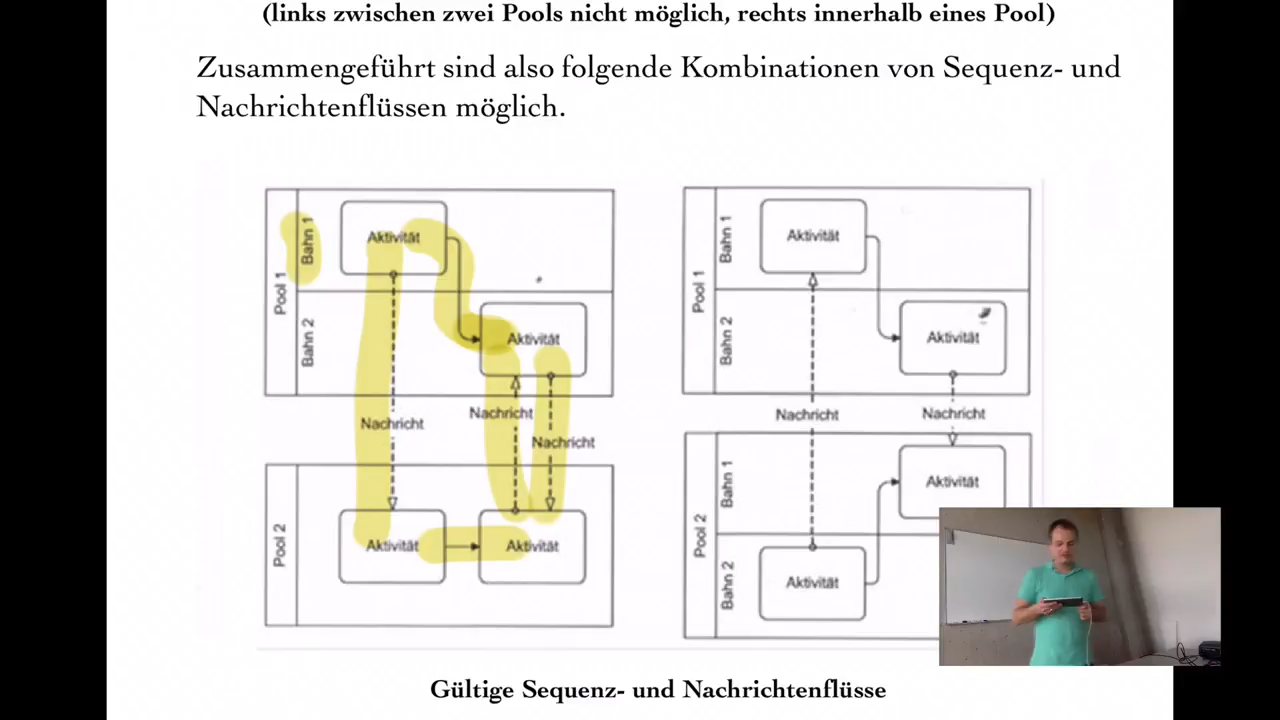 (links zwischen zwei Pools nicht möglich, rechts innerhalb eines Pool)
Zusammengeführt sind also folgende Kombinationen von Sequenz- und
Nachrichtenflüssen möglich.
Pool 1
Bahn 1
Aktivität
Bahn 2
Aktivität
Nachricht
Nachricht
Nachricht
Pool 2
Aktivität
Aktivität
Pool 1
Bahn 1
Aktivität
Bahn 2
Aktivität
Nachricht
Nachricht
Pool 2
Bahn 1
Aktivität
Bahn 2
Aktivität
Gültige Sequenz- und Nachrichtenflüsse